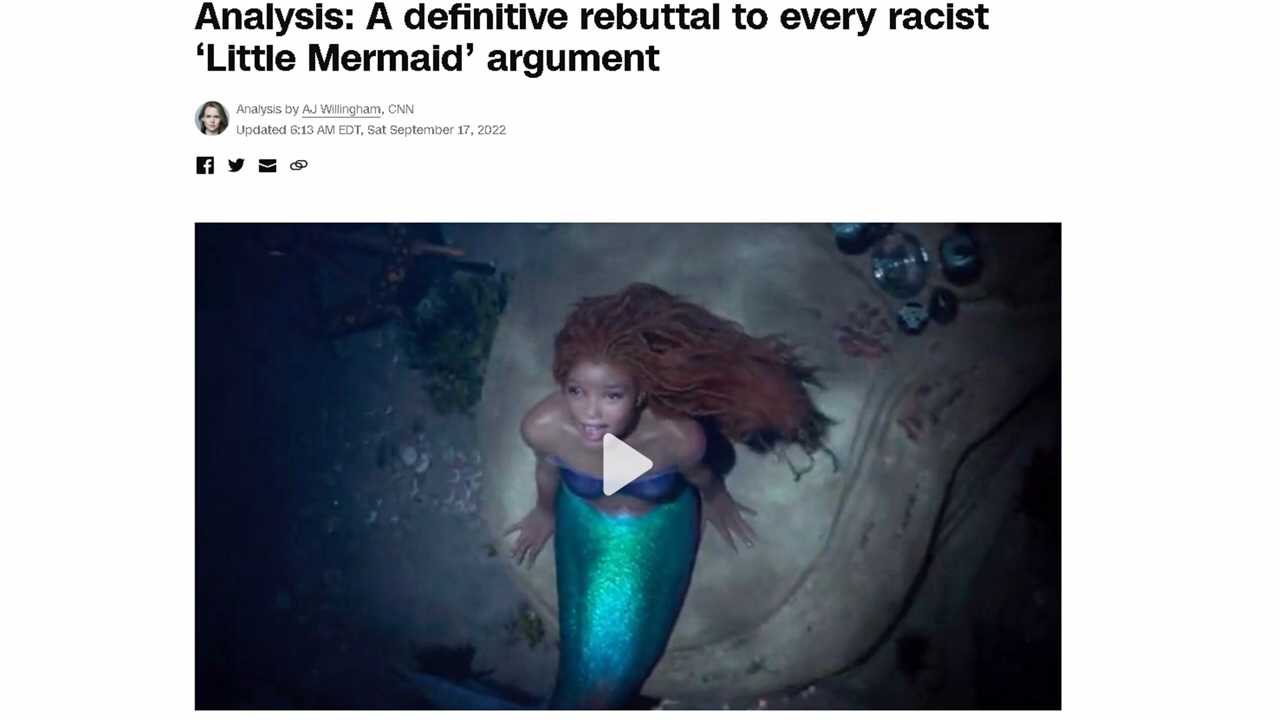 Analysis: A definitive rebuttal to every racist
‘Little Mermaid’ argument
Analysis by AJ Willingham, CNN
Updated 6:13 AM EDT, Sat September 17, 2022